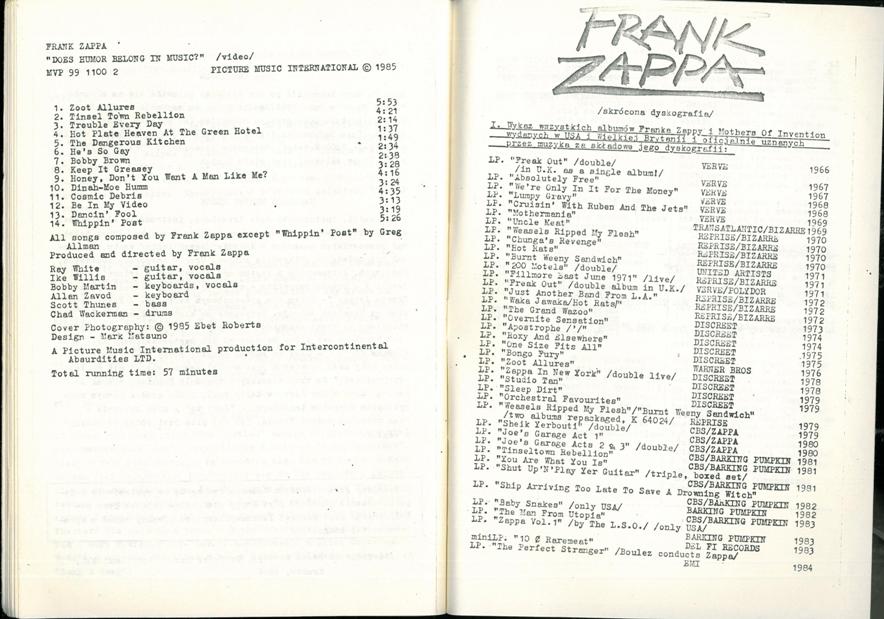 FRANK ZAPPA
"DOES HUMOR BELONG IN MUSIC?" /video/
MVP 99 1100 2 PICTURE MUSIC INTERNATIONAL © 1985
1. Zoot Allures 5:53
2. Tinsel Town Rebellion 4:21
3. Trouble Every Day 2:14
4. Hot Plate Heaven At The Green Hotel 1:37
5. The Dangerous Kitchen 1:49
6. He's So Gay 2:34
7. Bobby Brown 2:38
8. Keep It Greasey 3:28
9. Honey, Don't You Want A Man Like Me? 4:16
10. Dinah-Moe Humm 3:24
11. Cosmic Debris 4:35
12. Be In My Video 3:13
13. Dancin' Fool 3:19
14. Whippin' Post 5:26
All songs composed by Frank Zappa except "Whippin' Post" by Greg
Allman
Produced and directed by Frank Zappa
Ray White - guitar, vocals
Ike Willis - guitar, vocals
Bobby Martin - keyboards, vocals
Allan Zavod - keyboard
Scott Thunes - bass
Chad Wackerman - drums
Cover Photography: © 1985 Ebet Roberts
Design - Mark Matsuno
A Picture Music International production for Intercontinental
Absurdities LTD.
Total running time: 57 minutes
FRANK
ZAPPA
/skrócona dyskografia/
I. Wykaz wszystkich albumów Franka Zappy i Mothers Of Invention
wydanych w USA i Wielkiej Brytanii i oficjalnie uznanych
przez muzyka za składowe jego dyskografii:
LP. "Freak Out" /double/
/in U.K. as a single album!/ VERVE 1966
LP. "Absolutely Free" VERVE 1967
LP. "We're Only In It For The Money" VERVE 1967
LP. "Lumpy Gravy" VERVE 1968
LP. "Cruisin' With Ruben And The Jets" VERVE 1968
LP. "Mothermania" VERVE 1969
LP. "Uncle Meat" TRANSATLANTIC/BIZARRE 1969
LP. "Weasels Ripped My Flesh" REPRISE/BIZARRE 1970
LP. "Chunga's Revenge" REPRISE/BIZARRE 1970
LP. "Hot Rats" REPRISE/BIZARRE 1970
LP. "Burnt Weeny Sandwich" REPRISE/BIZARRE 1970
LP. "200 Motels" /double/ UNITED ARTISTS 1971
LP. "Fillmore East June 1971" /live/ REPRISE/BIZARRE 1971
LP. "Freak Out" /double album in U.K./ VERVE/POLYDOR 1971
LP. "Just Another Band From L.A." REPRISE/BIZARRE 1972
LP. "Waka Jawaka/Hot Rats/" REPRISE/BIZARRE 1972
LP. "The Grand Wazoo" REPRISE/BIZARRE 1972
LP. "Overnite Sensation" DISCREET 1973
LP. "Apostrophe /'/" DISCREET 1974
LP. "Roxy And Elsewhere" DISCREET 1974
LP. "One Size Fits All" DISCREET 1975
LP. "Bongo Fury" DISCREET 1975
LP. "Zoot Allures" WARNER BROS 1976
LP. "Zappa In New York" /double live/ DISCREET 1978
LP. "Studio Tan" DISCREET 1978
LP. "Sleep Dirt" DISCREET 1979
LP. "Orchestral Favourites" DISCREET 1979
LP. "Weasels Ripped My Flesh"/"Burnt Weeny Sandwich"
/two albums repackaged, K 64024/ REPRISE
LP. "Sheik Yerbouti" /double/ CBS/ZAPPA 1979
LP. "Joe's Garage Act 1" CBS/ZAPPA 1979
LP. "Joe's Garage Acts 2 & 3" /double/ CBS/ZAPPA 1980
LP. "Tinseltown Rebellion" CBS/BARKING PUMPKIN 1981
LP. "You Are What You Is" CBS/BARKING PUMPKIN 1981
LP. "Shut Up'N'Play Yer Guitar" /triple, boxed set/
CBS/BARKING PUMPKIN 1981
LP. "Ship Arriving Too Late To Save A Drowning Witch"
CBS/BARKING PUMPKIN 1982
LP. "Baby Snakes" /only USA/ BARKING PUMPKIN 1982
LP. "The Man From Utopia" CBS/BARKING PUMPKIN 1983
LP. "Zappa Vol.1" /by The L.S.O./ /only USA/
BARKING PUMPKIN 1983
miniLP. "10 Ø Raremeat" DEL FI RECORDS 1983
LP. "The Perfect Stranger" /Boulez conducts Zappa/
EMI 1984